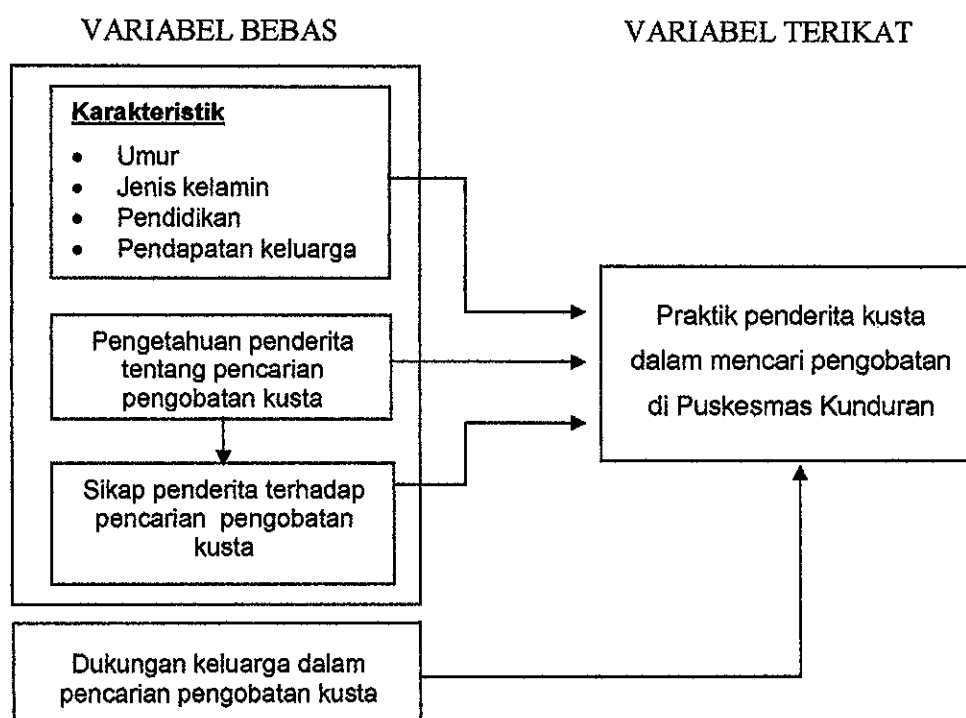 VARIABEL BEBAS
VARIABEL TERIKAT
Karakteristik
• Umur
• Jenis kelamin
• Pendidikan
• Pendapatan keluarga
Pengetahuan penderita
tentang pencarian
pengobatan kusta
Sikap penderita terhadap
pencarian pengobatan
kusta
Dukungan keluarga dalam
pencarian pengobatan kusta
Praktik penderita kusta
dalam mencari pengobatan
di Puskesmas Kunduran